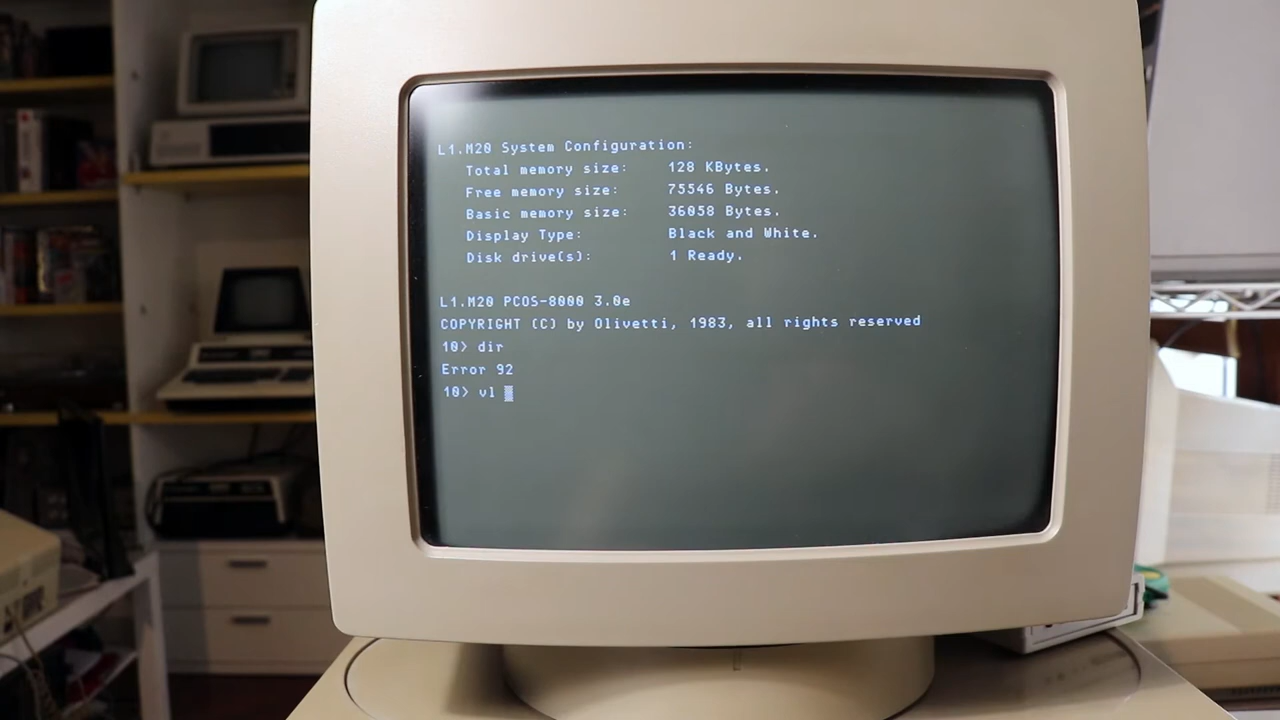 L1.M20 System Configuration:
Total memory size: 128 KBytes.
Free memory size: 75546 Bytes.
Basic memory size: 36058 Bytes.
Display Type: Black and White.
Disk drive(s): 1 Ready.
L1.M20 PCOS-8000 3.0e
COPYRIGHT (C) by Olivetti, 1983, all rights reserved
10> dir
Error 92
10> vl